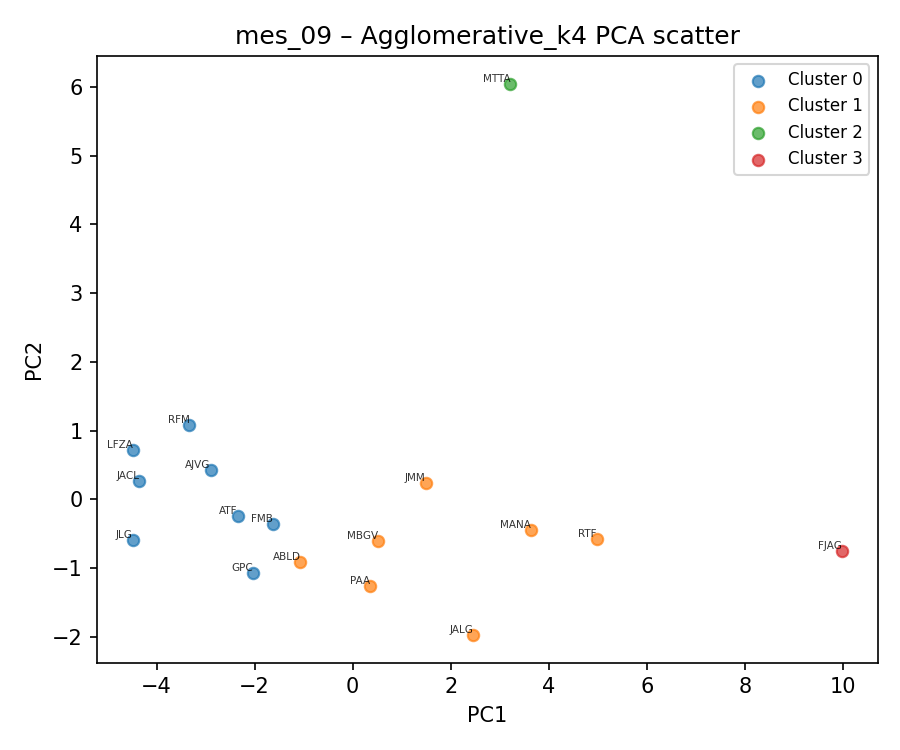 mes_09 – Agglomerative_k4 PCA scatter
Cluster 0
Cluster 1
Cluster 2
Cluster 3
MTTA
RFM
LFZA
AJVG
JACL
ATF
FMB
JLG
GPC
ABLD
MBGV
PAA
JMM
MANA
RTF
JALG
FJAG
6
5
4
3
2
1
0
−1
−2
PC2
−4
−2
0
2
4
6
8
10
PC1